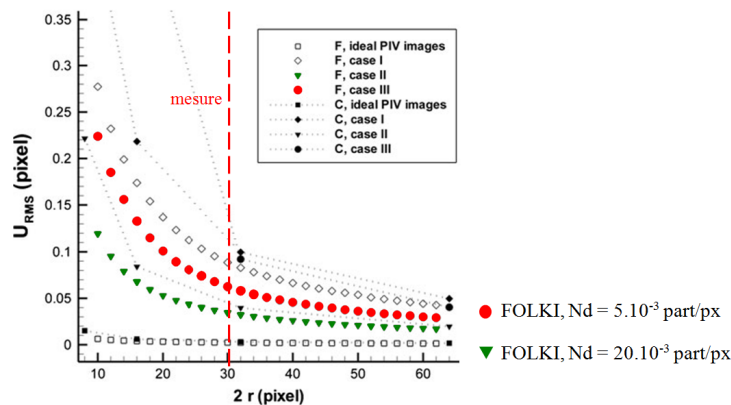 0.35
0.3
0.25
0.2
0.15
0.1
0.05
0
U_RMS (pixel)
mesure
F, ideal PIV images
F, case I
F, case II
F, case III
C, ideal PIV images
C, case I
C, case II
C, case III
10 20 30 40 50 60
2 r (pixel)
FOLKI, Nd = 5.10⁻³ part/px
FOLKI, Nd = 20.10⁻³ part/px